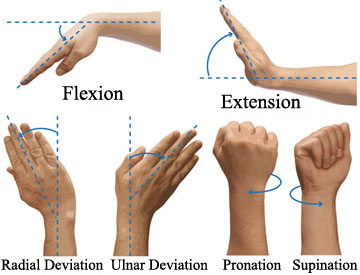 Flexion
Extension
Radial Deviation
Ulnar Deviation
Pronation
Supination